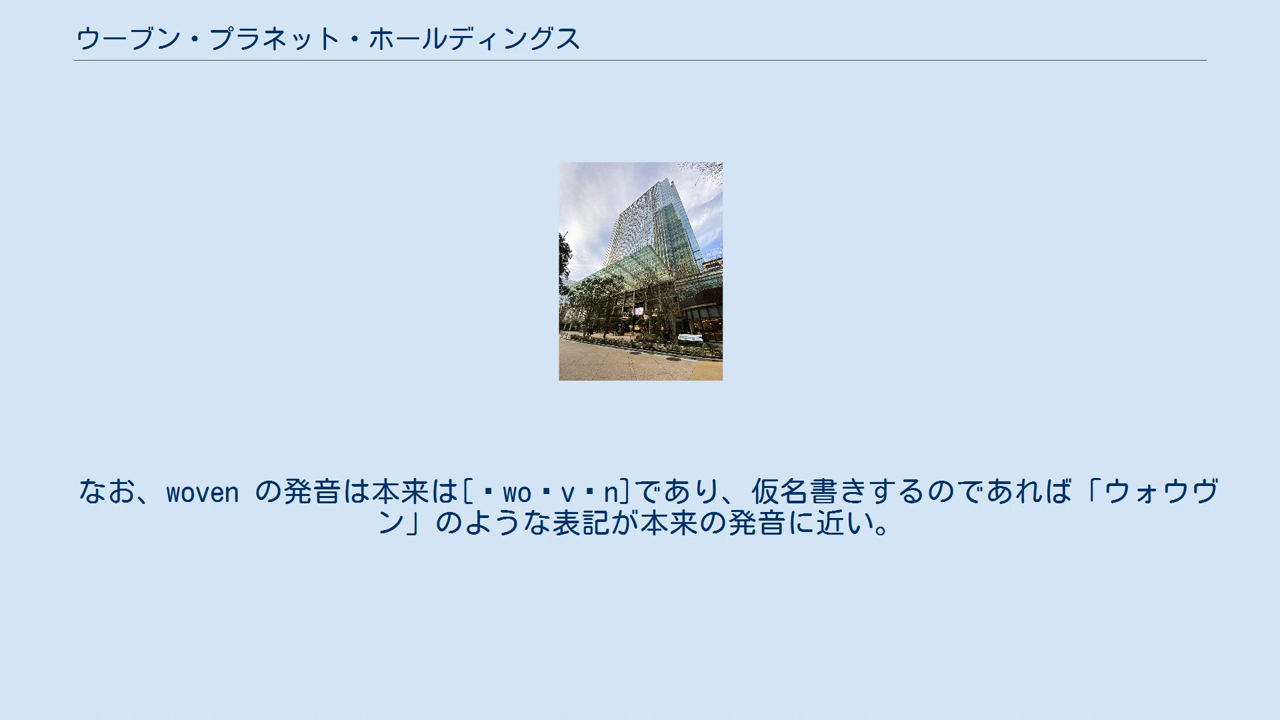 ウーブン・プラネット・ホールディングス
なお、woven の発音は本来は[・wo・v・n]であり、仮名書きするのであれば「ウォウヴ
ン」のような表記が本来の発音に近い。